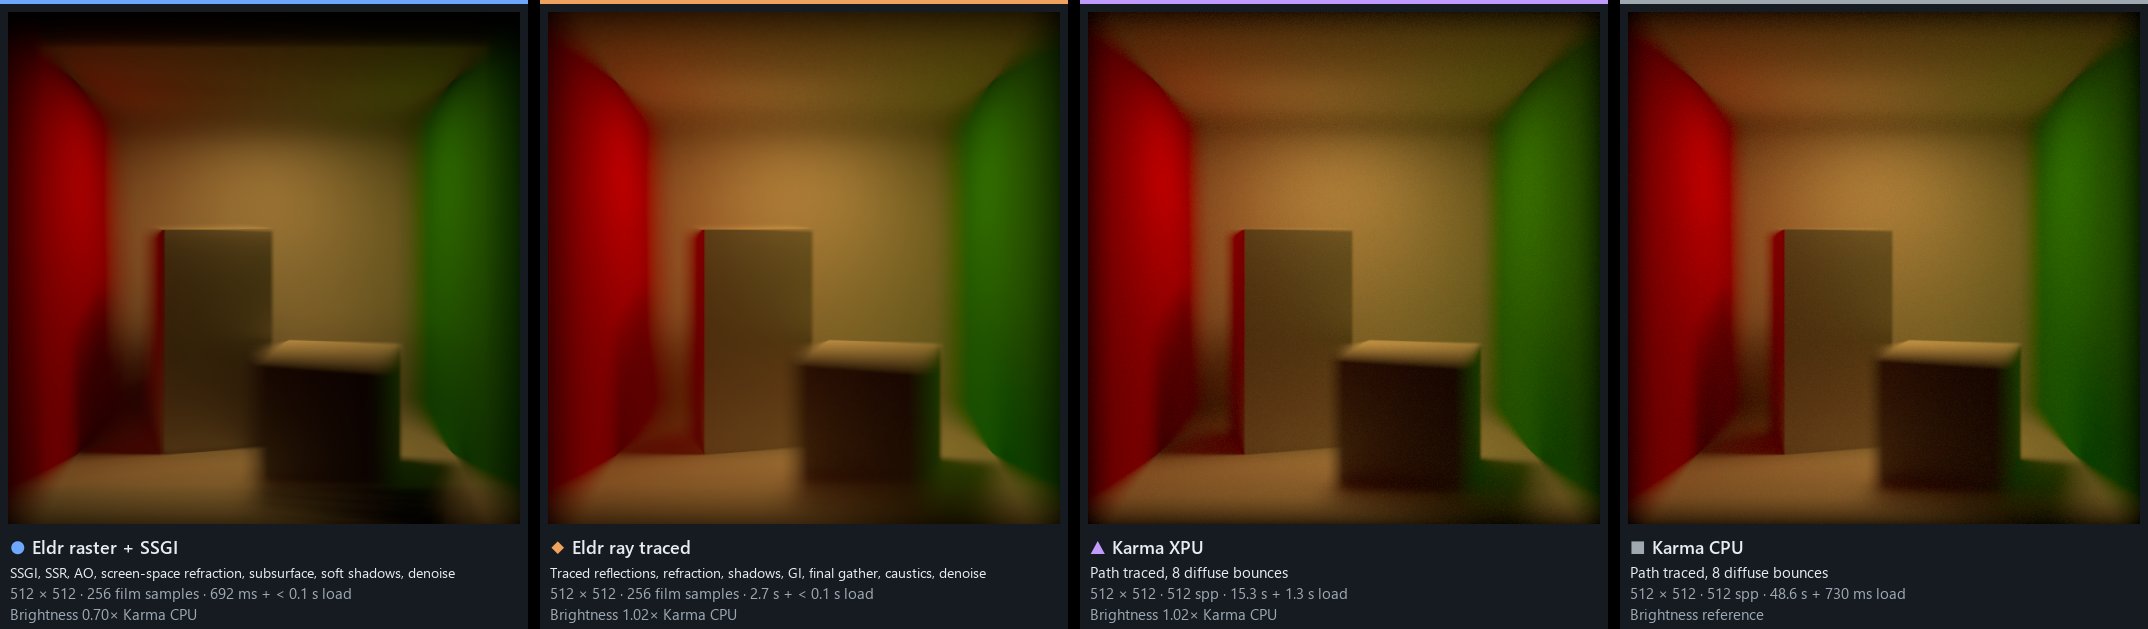 Eldr raster + SSGI
SSGI, SSR, AO, screen-space refraction, subsurface, soft shadows, denoise
512 × 512 · 256 film samples · 692 ms + < 0.1 s load
Brightness 0.70× Karma CPU
Eldr ray traced
Traced reflections, refraction, shadows, GI, final gather, caustics, denoise
512 × 512 · 256 film samples · 2.7 s + < 0.1 s load
Brightness 1.02× Karma CPU
Karma XPU
Path traced, 8 diffuse bounces
512 × 512 · 512 spp · 15.3 s + 1.3 s load
Brightness 1.02× Karma CPU
Karma CPU
Path traced, 8 diffuse bounces
512 × 512 · 512 spp · 48.6 s + 730 ms load
Brightness reference